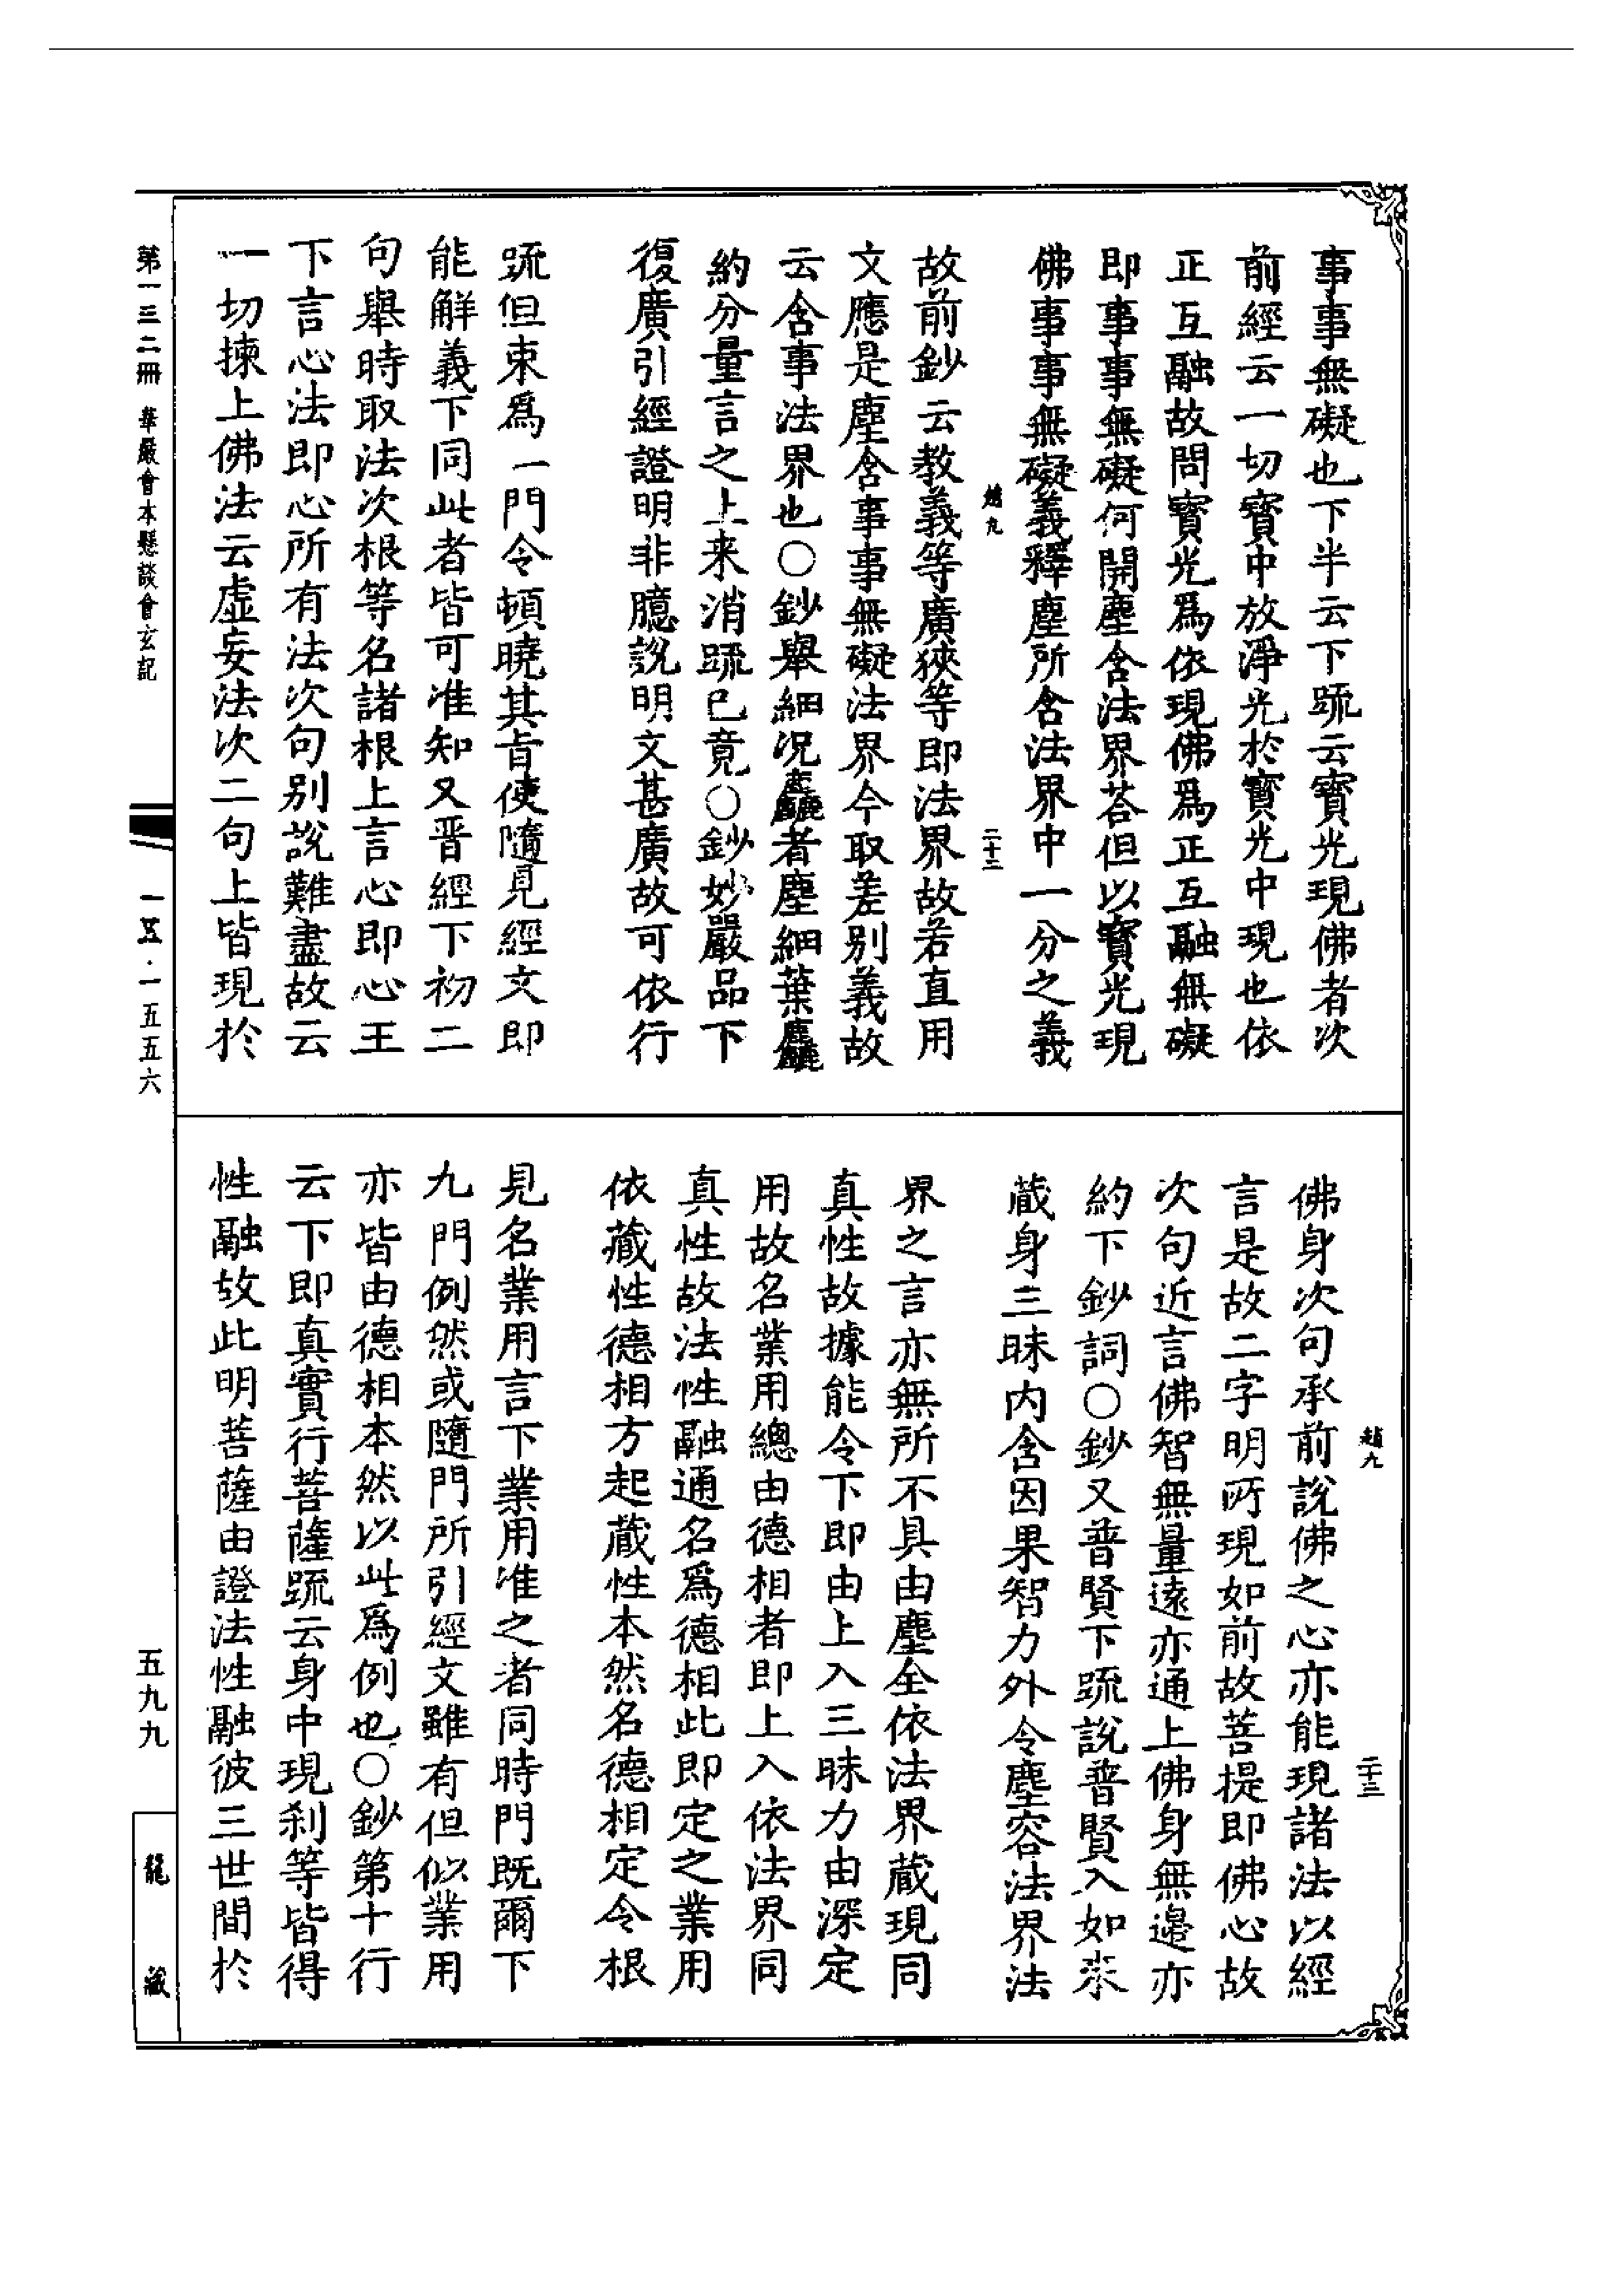 事事無礙也下半云下䟽云寳光現佛者次
前經云一切寳中放淨光於寳光中現也依
正互融故問寳光爲依現佛爲正互融無礙
即事事無礙何開塵含法界荅但以寳光現
佛事事無礙義釋塵所含法界中一分之義
趙九
二十二
故前鈔云教義等廣狹等即法界故若直用
文應是塵含事事無礙法界今取差别義故
云含事法界也○鈔舉細况麤者塵細葉麤
約分量言之上来消䟽已竟○鈔妙嚴品下
復廣引經證明非臆説明文甚廣故可依行
䟽但束爲一門令頓曉其旨使隨見經文即
能解義下同此者皆可准知又晋經下初二
句舉時取法次根等名諸根上言心即心王
下言心法即心所有法次句别説難盡故云
一切揀上佛法云虛妄法次二句上皆現於
第一三二冊 華嚴會本懸談會玄記
一五·一五五六
趙九
二十三
佛身次句承前説佛之心亦能現諸法以經
言是故二字明所現如前故菩提即佛心故
次句近言佛智無量遠亦通上佛身無邊亦
約下鈔詞○鈔又普賢下䟽説普賢入如来
藏身三昧内含因果智力外令塵容法界法
界之言亦無所不具由塵全依法界蔵現同
真性故據能令下即由上入三昧力由深定
用故名業用總由德相者即上入依法界同
真性故法性融通名爲德相此即定之業用
依藏性德相方起蔵性本然名德相定令根
見名業用言下業用准之者同時門既爾下
九門例然或隨門所引經文雖有但似業用
亦皆由德相本然以此爲例也○鈔第十行
云下即真實行菩薩䟽云身中現刹等皆得
性融故此明菩薩由證法性融彼三世間於
五九九
龍藏